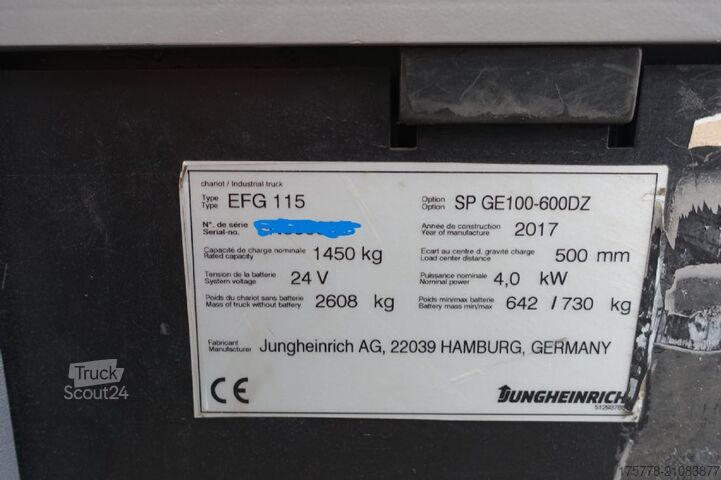 chariot / Industrial truck
Type
Type EFG 115
Option
Option SP GE100-600DZ
N°. de série
Serial-no.
Année de construction
Year of manufacture 2017
Capacité de charge nominale
Rated capacity 1450 kg
Ecart au centre d. gravité charge
Load center distance 500 mm
Tension de la batterie
System voltage 24 V
Puissance nominale
Nominal power 4,0 kW
Poids du chariot sans batterie
Mass of truck without battery 2608 kg
Poids min/max batterie
Battery mass min/max 642 / 730 kg
Fabricant
Manufacturer Jungheinrich AG, 22039 HAMBURG, GERMANY
CE
JUNGHEINRICH
Truck
Scout24
175778-21083877